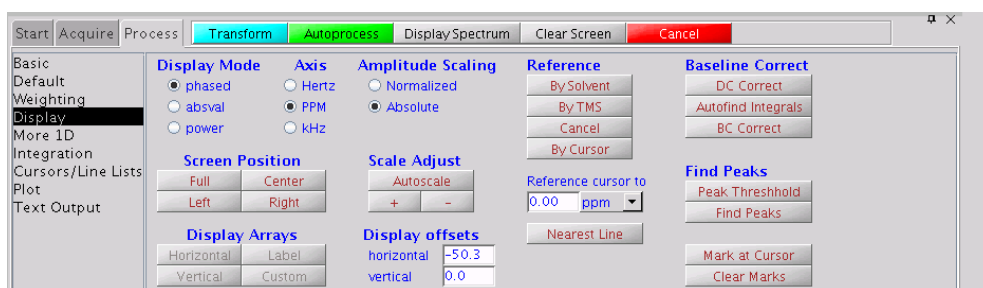 Start Acquire Process Transform Autoprocess Display Spectrum Clear Screen Cancel
Basic
Default
Weighting
Display
More 1D
Integration
Cursors/Line Lists
Plot
Text Output
Display Mode
phased
absval
power
Axis
Hertz
PPM
kHz
Amplitude Scaling
Normalized
Absolute
Reference
By Solvent
By TMS
Cancel
By Cursor
Baseline Correct
DC Correct
Autofind Integrals
BC Correct
Screen Position
Full Center
Left Right
Scale Adjust
Autoscale
+ -
Reference cursor to
0.00 ppm
Nearest Line
Find Peaks
Peak Threshhold
Find Peaks
Display Arrays
Horizontal Label
Vertical Custom
Display offsets
horizontal -50.3
vertical 0.0
Mark at Cursor
Clear Marks